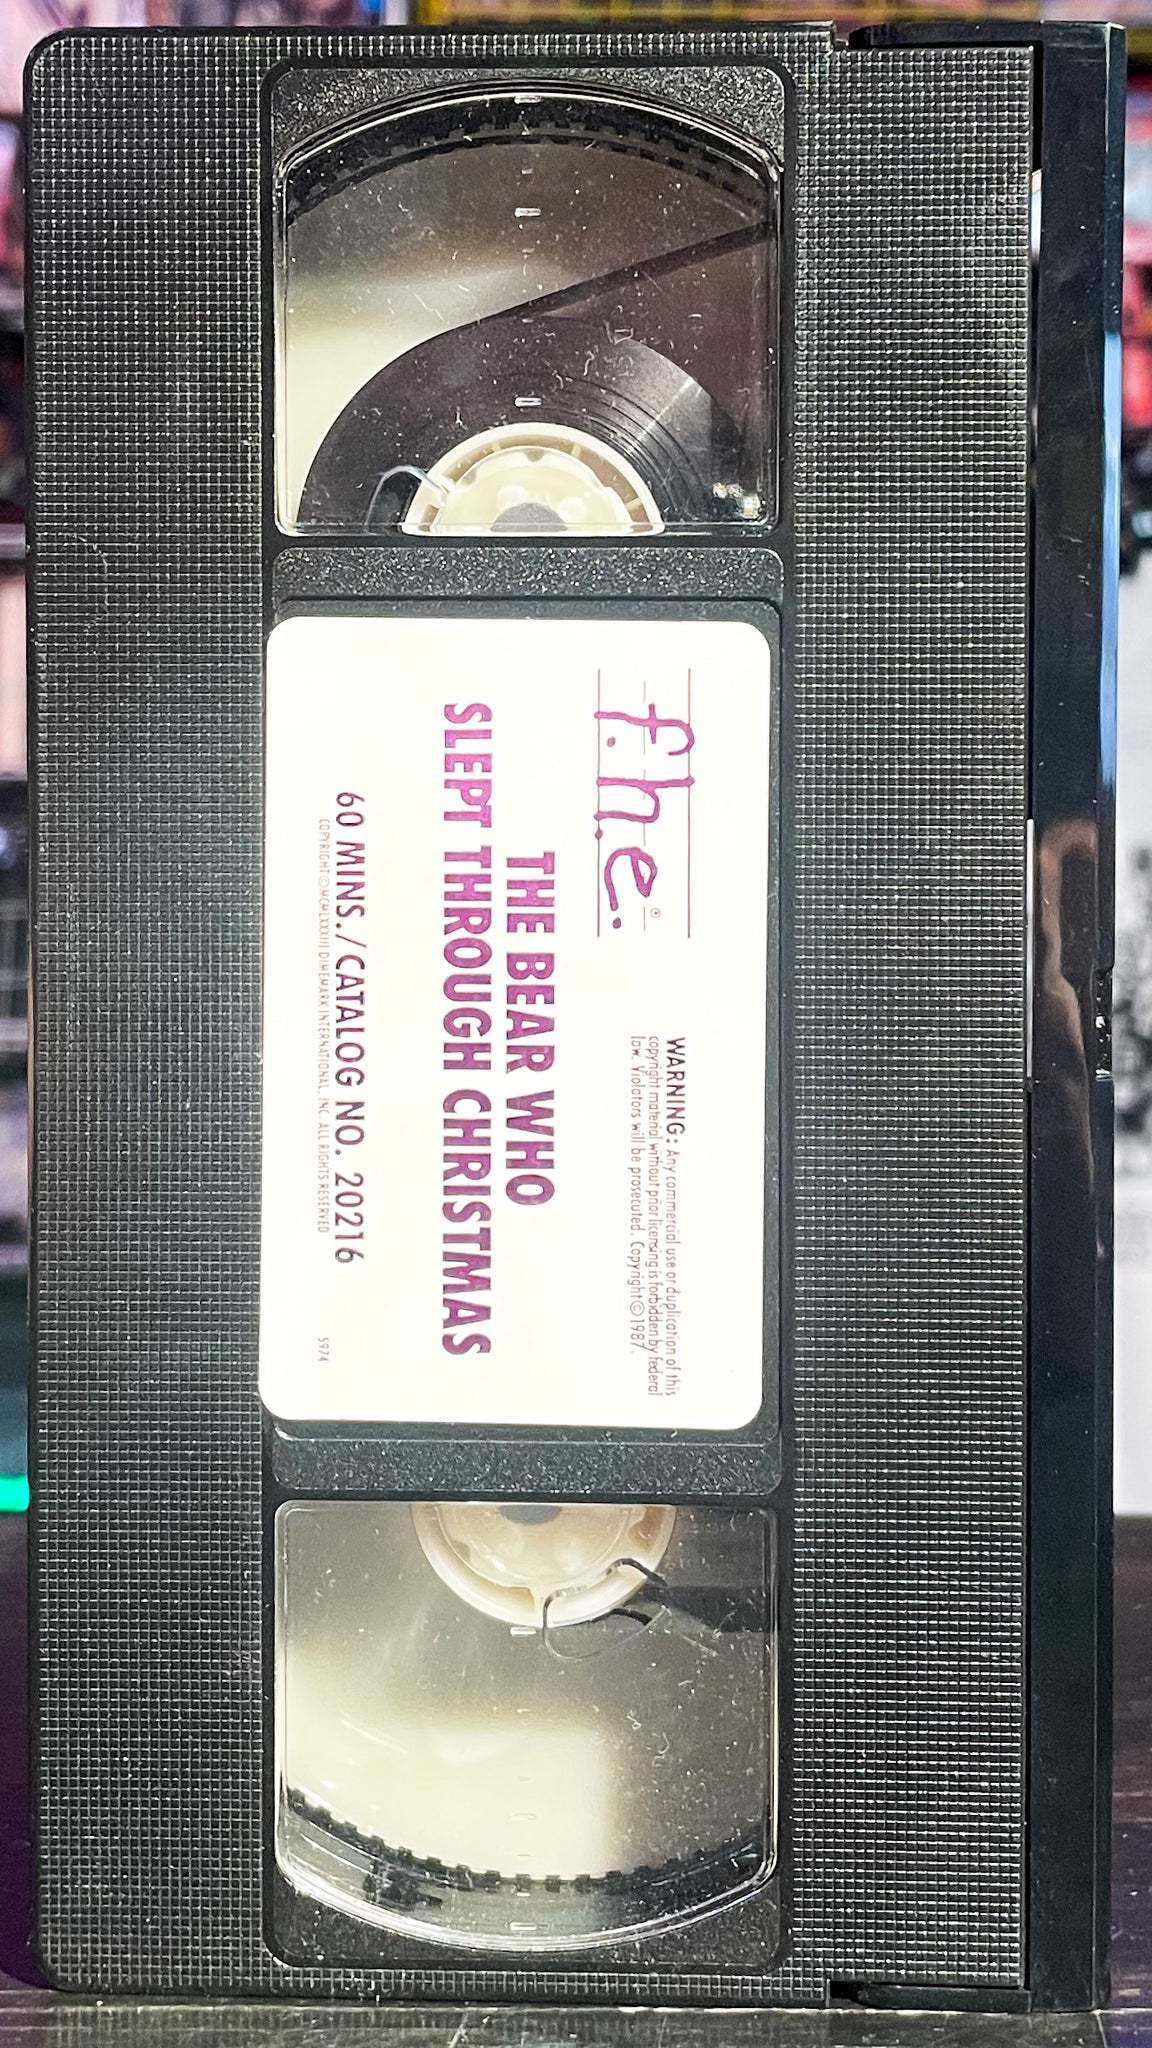 f.h.e.®
WARNING: Any commercial use or duplication of this
copyright material without prior licensing is forbidden by federal
law. Violators will be prosecuted. Copyright © 1987.
THE BEAR WHO
SLEPT THROUGH CHRISTMAS
60 MINS./CATALOG NO. 20216
COPYRIGHT © MCMLXXXIII DIMEMARK INTERNATIONAL, INC. ALL RIGHTS RESERVED
S974